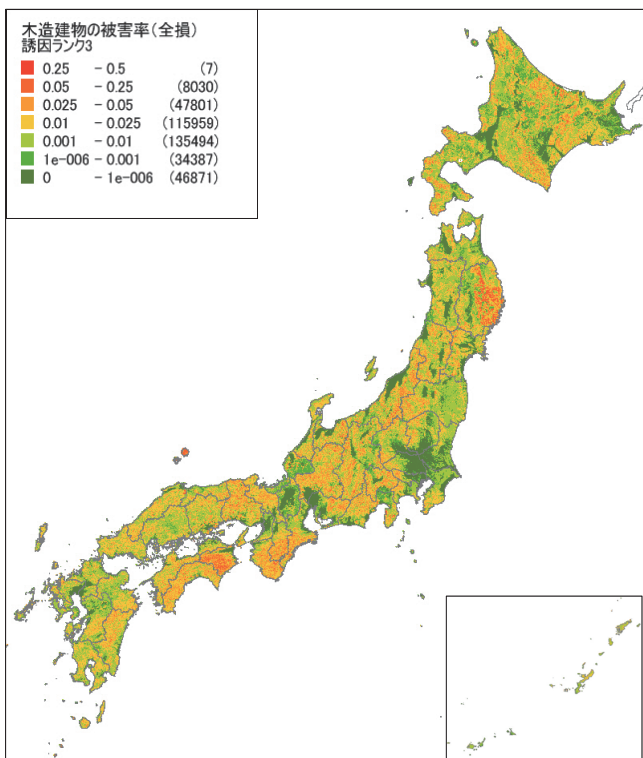 木造建物の被害率(全損)
誘因ランク3
0.25 - 0.5 (7)
0.05 - 0.25 (8030)
0.025 - 0.05 (47801)
0.01 - 0.025 (115959)
0.001 - 0.01 (135494)
1e-006 - 0.001 (34387)
0 - 1e-006 (46871)